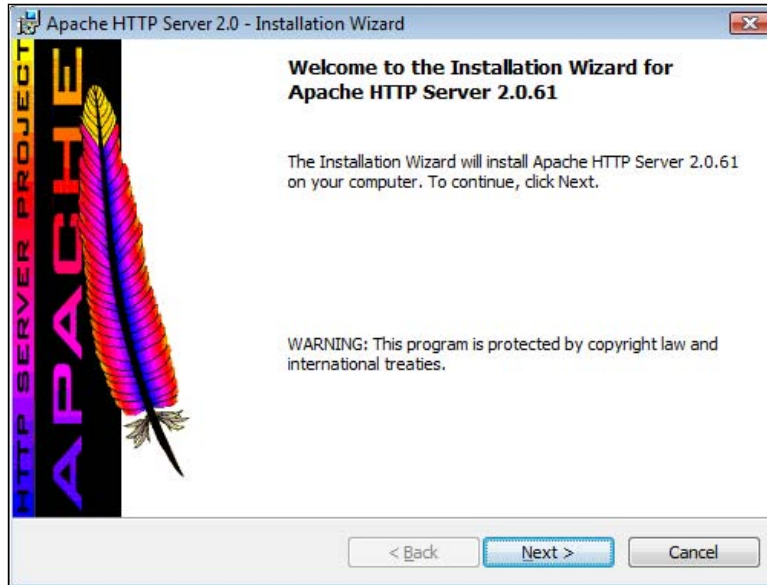 Apache HTTP Server 2.0 - Installation Wizard
HTTP SERVER PROJECT
APACHE
Welcome to the Installation Wizard for
Apache HTTP Server 2.0.61
The Installation Wizard will install Apache HTTP Server 2.0.61
on your computer. To continue, click Next.
WARNING: This program is protected by copyright law and
international treaties.
< Back
Next >
Cancel